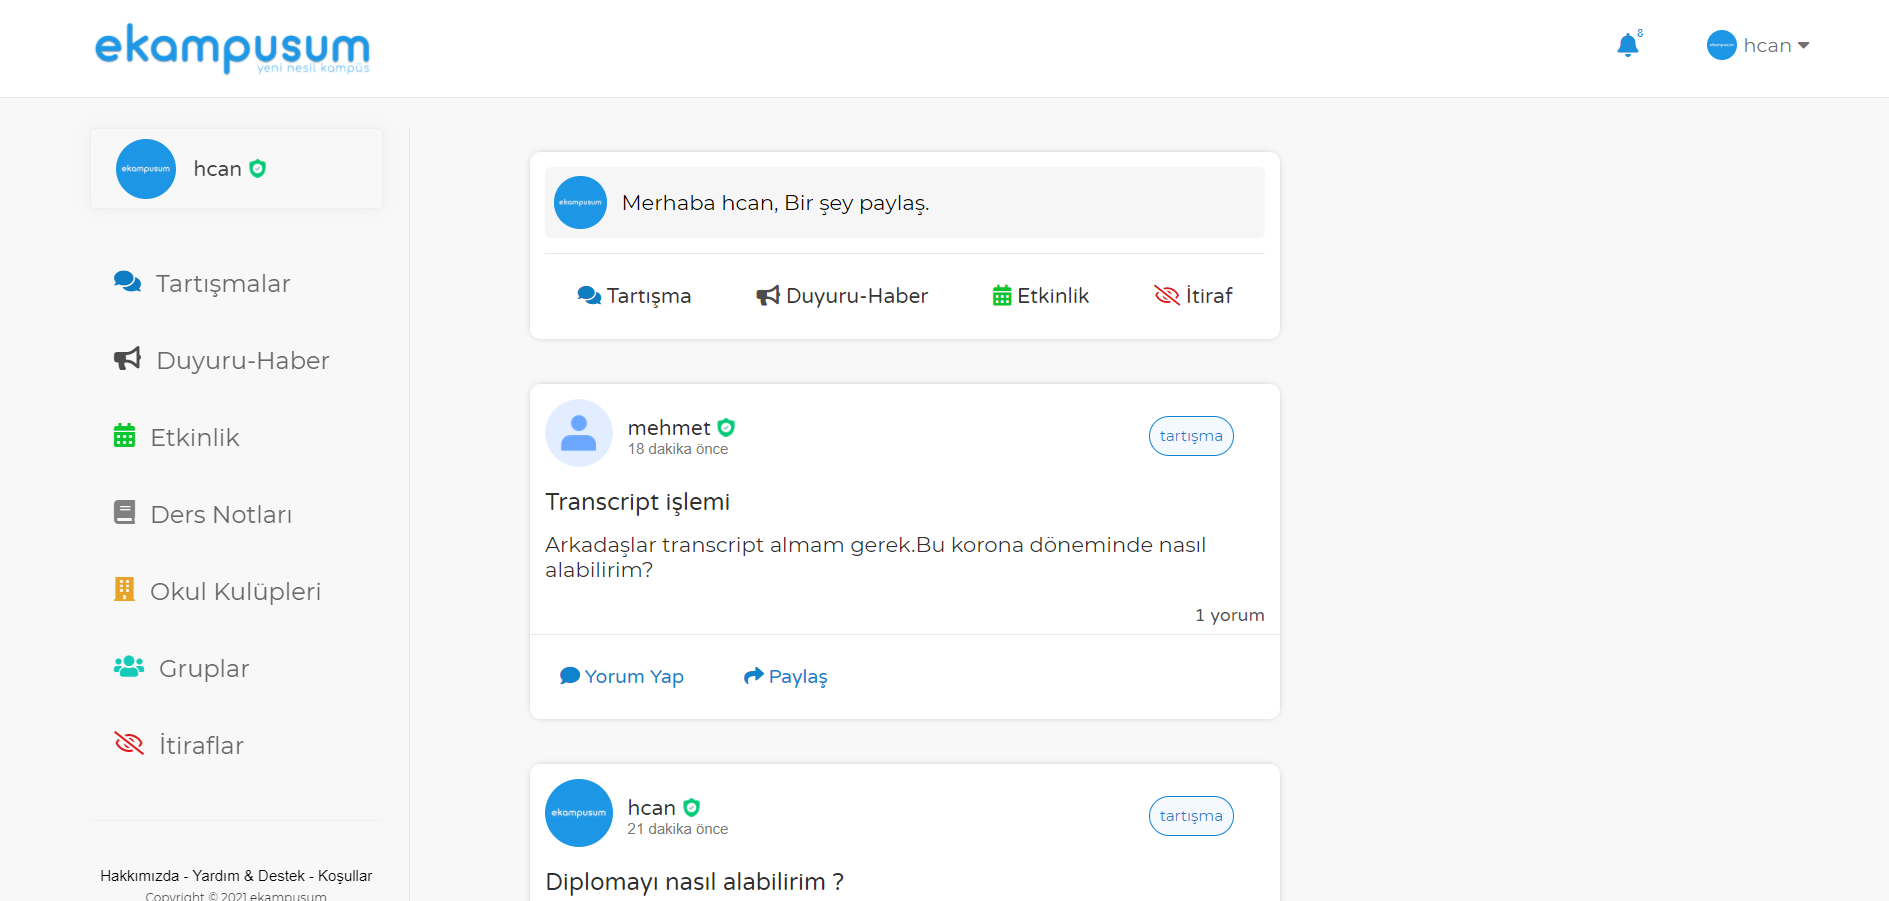 ekampusum
yeni nesil kampüs
8
hcan
ekampusum
hcan
Tartışmalar
Duyuru-Haber
Etkinlik
Ders Notları
Okul Kulüpleri
Gruplar
İtiraflar
Hakkımızda - Yardım & Destek - Koşullar
Copyright © 2021 ekampusum
ekampusum
Merhaba hcan, Bir şey paylaş.
Tartışma
Duyuru-Haber
Etkinlik
İtiraf
mehmet
18 dakika önce
tartışma
Transcript işlemi
Arkadaşlar transcript almam gerek.Bu korona döneminde nasıl
alabilirim?
1 yorum
Yorum Yap
Paylaş
ekampusum
hcan
21 dakika önce
tartışma
Diplomayı nasıl alabilirim ?